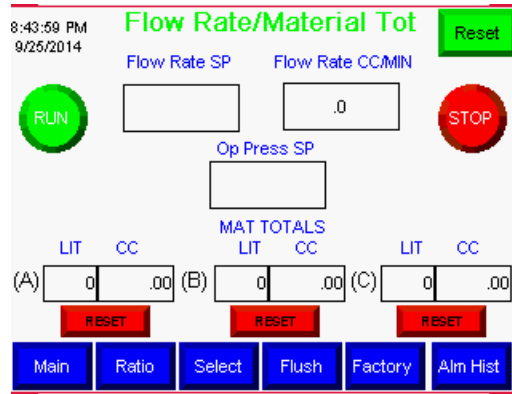 8:43:59 PM
9/25/2014
Flow Rate/Material Tot
Reset
Flow Rate SP
Flow Rate CC/MIN
RUN
.0
STOP
Op Press SP
MAT TOTALS
LIT CC LIT CC LIT CC
(A) 0 .00 (B) 0 .00 (C) 0 .00
RESET RESET RESET
Main Ratio Select Flush Factory Alm Hist